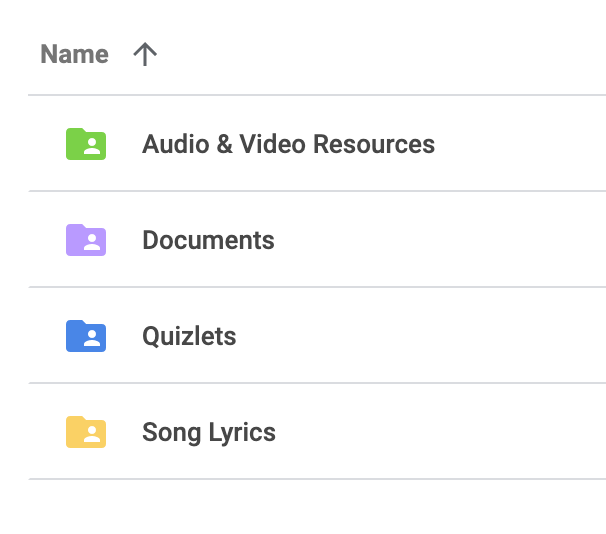 Name
Audio & Video Resources
Documents
Quizlets
Song Lyrics